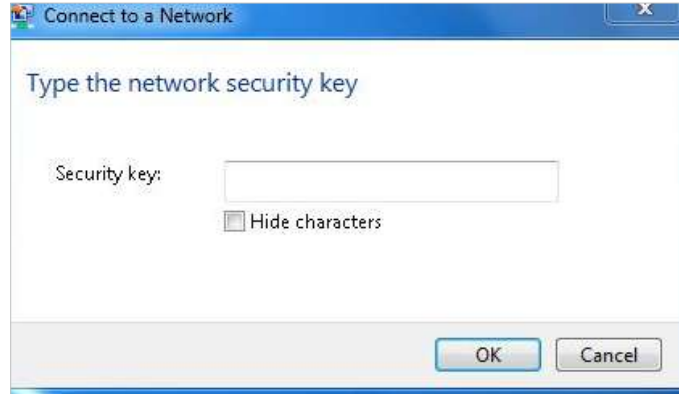 Connect to a Network
Type the network security key
Security key:
Hide characters
OK
Cancel